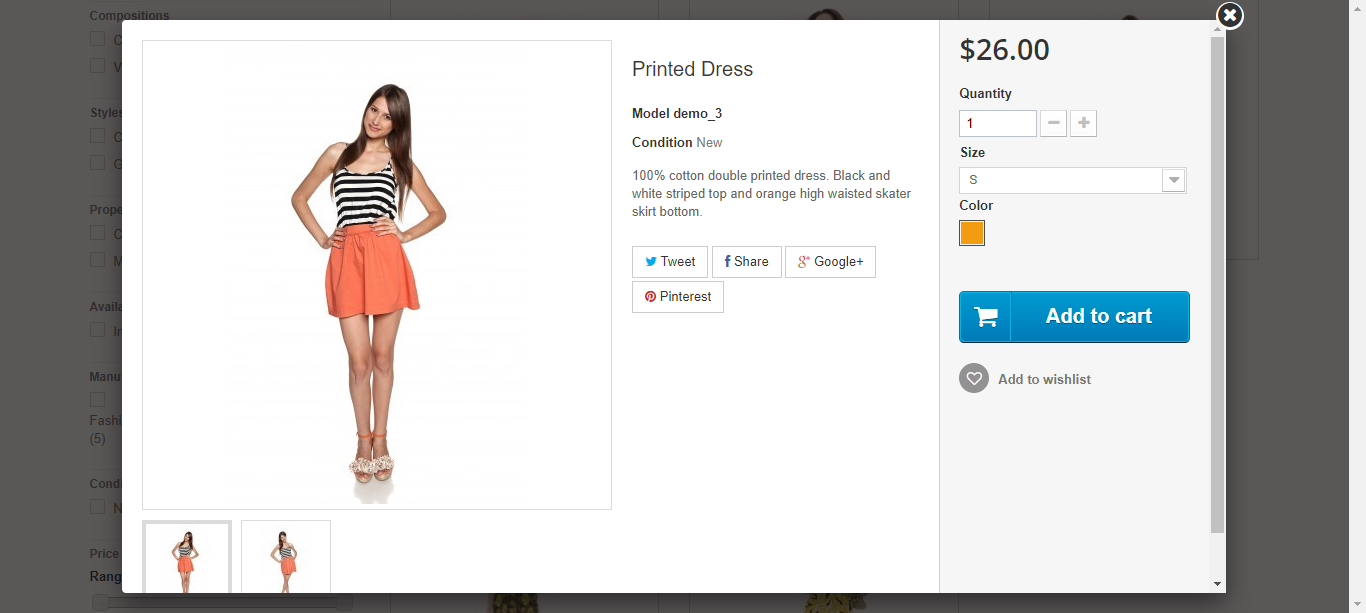 Compositions
C
V
Styles
C
G
Prope
C
M
Availa
In
Manu
Fashi
(5)
Condi
N
Price
Rang
Printed Dress
Model demo_3
Condition New
100% cotton double printed dress. Black and
white striped top and orange high waisted skater
skirt bottom.
Tweet
f Share
g+ Google+
Pinterest
$26.00
Quantity
1
Size
S
Color
Add to cart
Add to wishlist